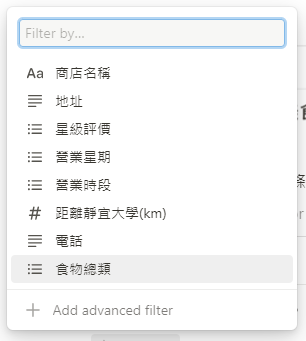 Filter by...
Aa 商店名稱
地址
星級評價
營業星期
營業時段
# 距離靜宜大學(km)
電話
食物總類
+ Add advanced filter